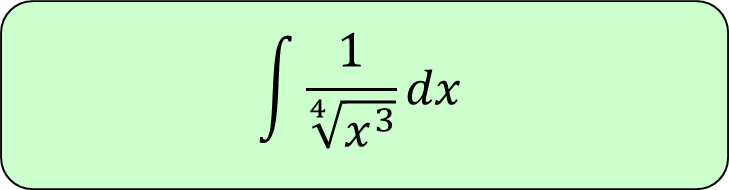 ∫ 1/∜(x³) dx